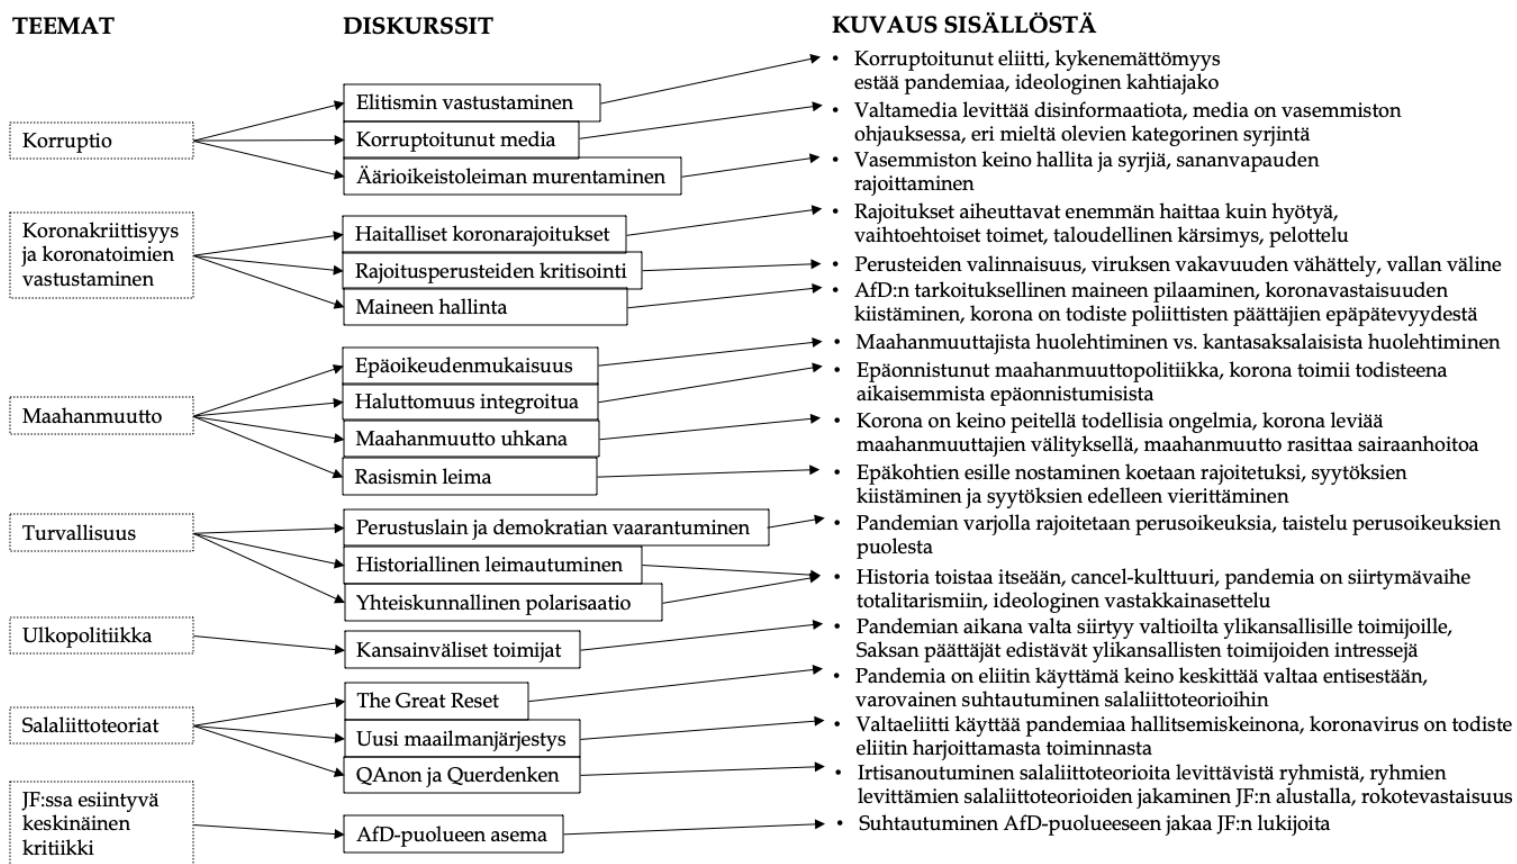 TEEMAT
DISKURSSIT
KUVAUS SISÄLLÖSTÄ
Korruptio
Elitismin vastustaminen
Korruptoitunut media
Äärioikeistoleiman murentaminen
• Korruptoitunut eliitti, kykenemättömyys
estää pandemiaa, ideologinen kahtiajako
• Valtamedia levittää disinformaatiota, media on vasemmiston
ohjauksessa, eri mieltä olevien kategorinen syrjintä
• Vasemmiston keino hallita ja syrjiä, sananvapauden
rajoittaminen
Koronakriittisyys
ja koronatoimien
vastustaminen
Haitalliset koronarajoitukset
Rajoitusperusteiden kritisointi
Maineen hallinta
• Rajoitukset aiheuttavat enemmän haittaa kuin hyötyä,
vaihtoehtoiset toimet, taloudellinen kärsimys, pelottelu
• Perusteiden valinnaisuus, viruksen vakavuuden vähättely, vallan väline
• AfD:n tarkoituksellinen maineen pilaaminen, koronavastaisuuden
kiistäminen, korona on todiste poliittisten päättäjien epäpätevyydestä
Maahanmuutto
Epäoikeudenmukaisuus
Haluttomuus integroitua
Maahanmuutto uhkana
Rasismin leima
• Maahanmuuttajista huolehtiminen vs. kantasaksalaisista huolehtiminen
• Epäonnistunut maahanmuuttopolitiikka, korona toimii todisteena
aikaisemmista epäonnistumisista
• Korona on keino peitellä todellisia ongelmia, korona leviää
maahanmuuttajien välityksellä, maahanmuutto rasittaa sairaanhoitoa
• Epäkohtien esille nostaminen koetaan rajoitetuksi, syytöksien
kiistäminen ja syytöksien edelleen vierittäminen
Turvallisuus
Perustuslain ja demokratian vaarantuminen
Historiallinen leimautuminen
Yhteiskunnallinen polarisaatio
• Pandemian varjolla rajoitetaan perusoikeuksia, taistelu perusoikeuksien
puolesta
• Historia toistaa itseään, cancel-kulttuuri, pandemia on siirtymävaihe
totalitarismiin, ideologinen vastakkainasettelu
Ulkopolitiikka
Kansainväliset toimijat
• Pandemian aikana valta siirtyy valtioilta ylikansallisille toimijoille,
Saksan päättäjät edistävät ylikansallisten toimijoiden intressejä
Salaliittoteoriat
The Great Reset
Uusi maailmanjärjestys
QAnon ja Querdenken
• Pandemia on eliitin käyttämä keino keskittää valtaa entisestään,
varovainen suhtautuminen salaliittoteorioihin
• Valtaeliitti käyttää pandemiaa hallitsemiskeinona, koronavirus on todiste
eliitin harjoittamasta toiminnasta
• Irtisanoutuminen salaliittoteorioita levittävistä ryhmistä, ryhmien
levittämien salaliittoteorioiden jakaminen JF:n alustalla, rokotevastaisuus
JF:ssa esiintyvä
keskinäinen
kritiikki
AfD-puolueen asema
• Suhtautuminen AfD-puolueeseen jakaa JF:n lukijoita